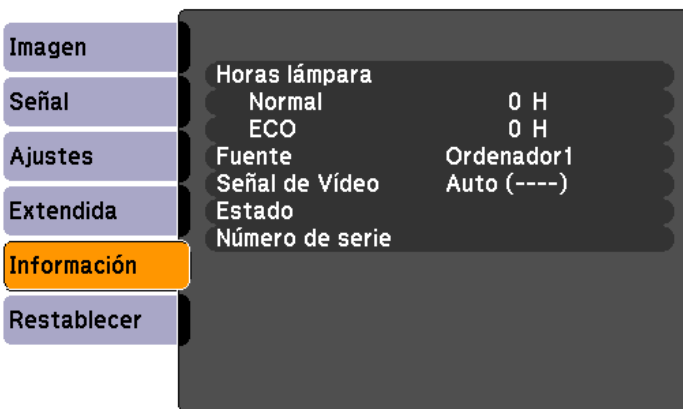 Imagen
Señal
Ajustes
Extendida
Información
Restablecer
Horas lámpara
Normal 0 H
ECO 0 H
Fuente Ordenador1
Señal de Vídeo Auto (----)
Estado
Número de serie